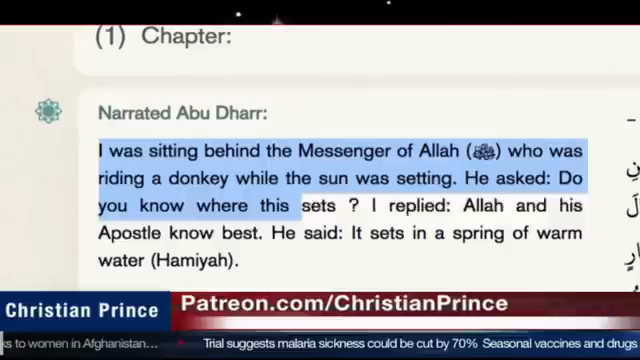 (1) Chapter:
Narrated Abu Dharr:
I was sitting behind the Messenger of Allah (ﷺ) who was
riding a donkey while the sun was setting. He asked: Do
you know where this sets ? I replied: Allah and his
Apostle know best. He said: It sets in a spring of warm
water (Hamiyah).
Christian Prince
Patreon.com/ChristianPrince
ks to women in Afghanistan... Trial suggests malaria sickness could be cut by 70% Seasonal vaccines and drugs